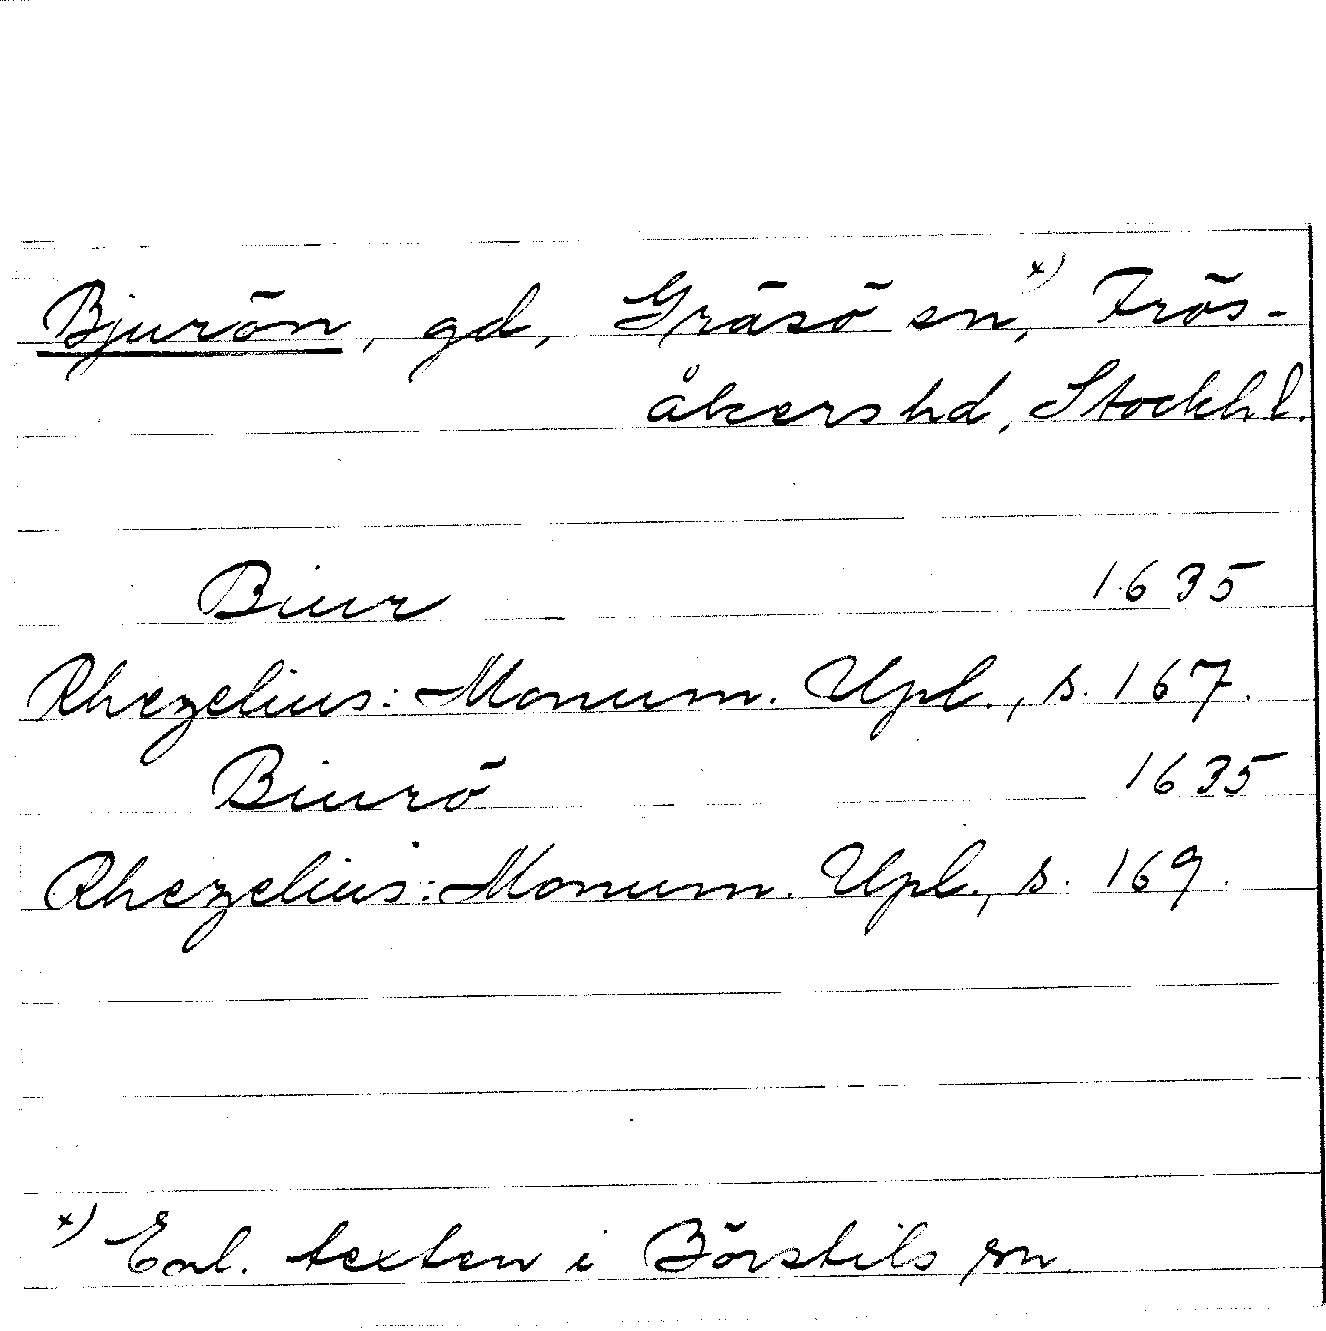 Bjurön, gd, Gräsö sn,ˣ⁾ Frös-
åkers hd, Stockh l.
Biur 1635
Rhezelius: Monum. Upl., s. 167.
Biurö 1635
Rhezelius: Monum. Upl., s. 169.
ˣ⁾ Enl. texten i Börstils sn